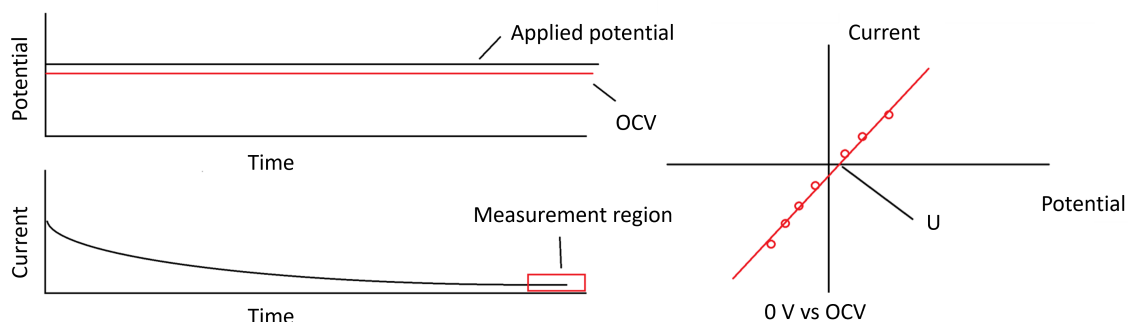 Potential
Applied potential
OCV
Time
Current
Measurement region
Time
Current
Potential
U
0 V vs OCV